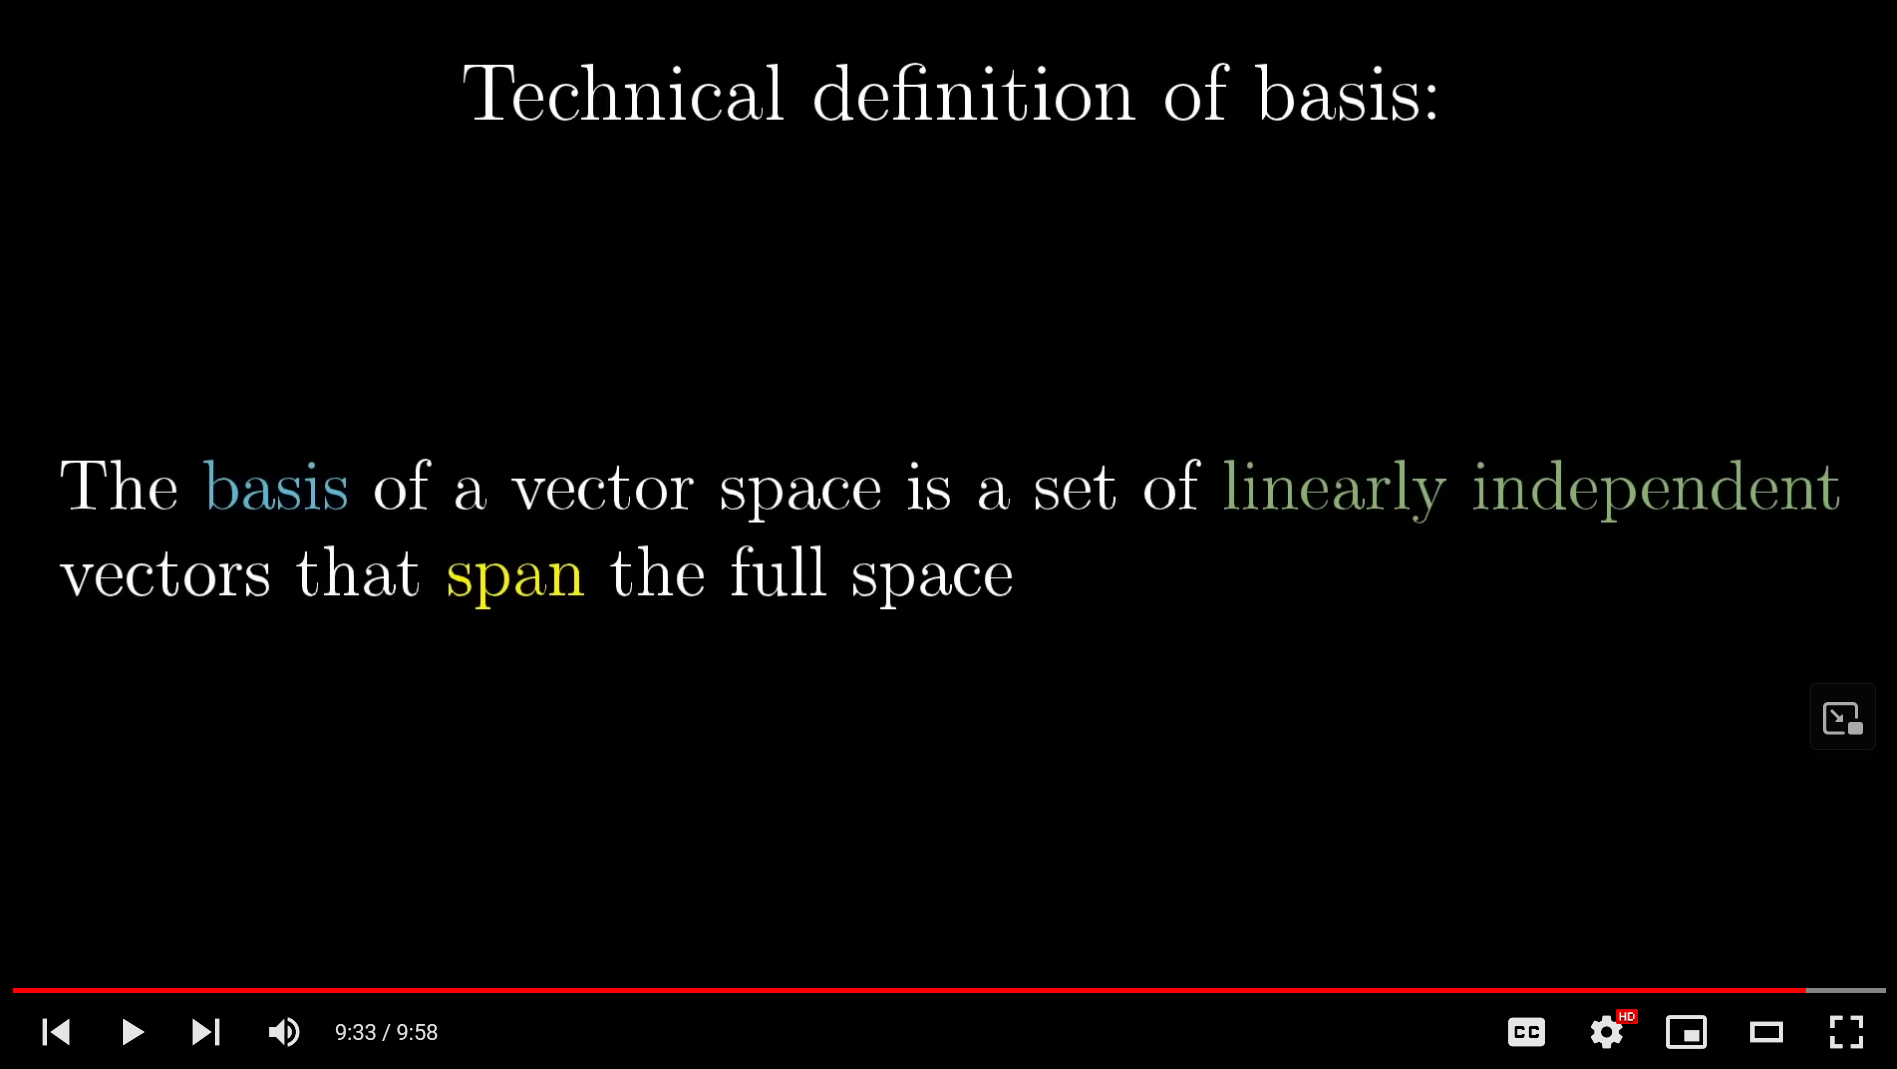 Technical definition of basis:
The basis of a vector space is a set of linearly independent
vectors that span the full space
HD
9:33 / 9:58
CC